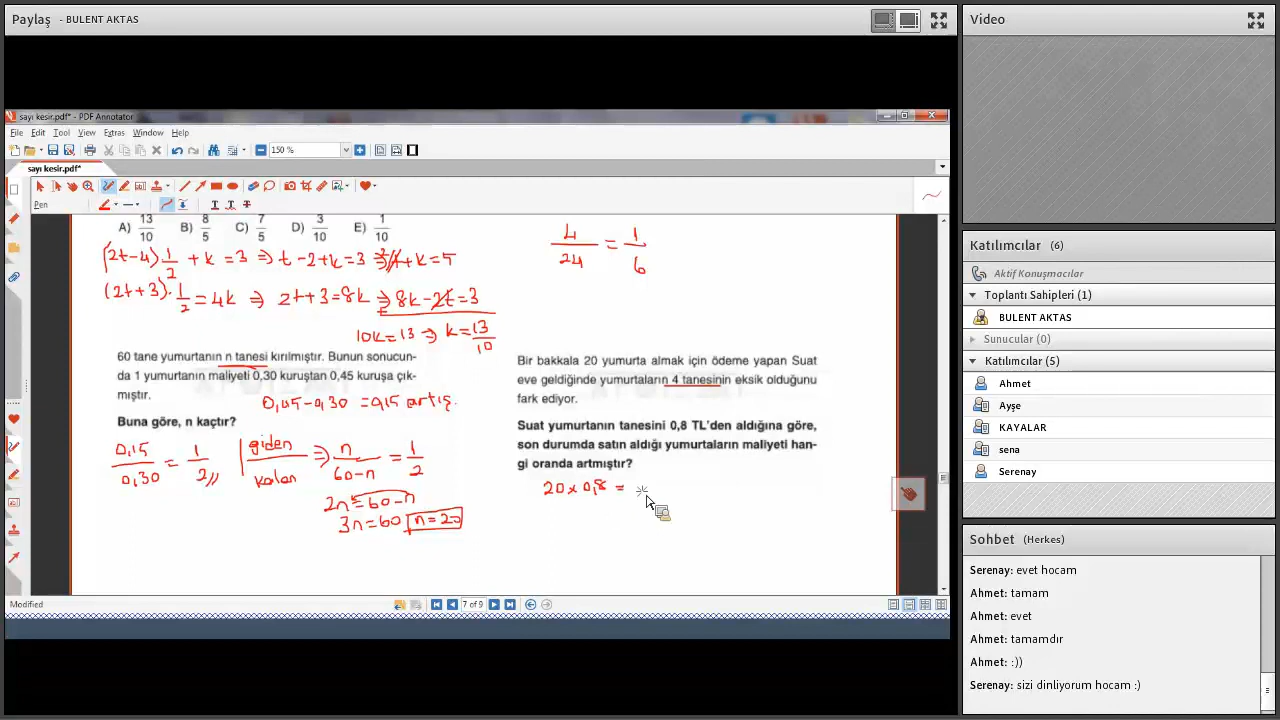 Paylaş - BULENT AKTAS
sayı kesir.pdf* - PDF Annotator
File Edit Tool View Extras Window Help
150 %
sayı kesir.pdf*
Pen
A) 13/10 B) 8/5 C) 7/5 D) 3/10 E) 1/10
(2t-4) 1/2 + k = 3 ⇒ t-2+k=3
+k=5
(2t+3)·1/2 = 4k ⇒ 2t+3=8k ⇒ 8k-2t=3
10k=13 ⇒ k=13/10
60 tane yumurtanın n tanesi kırılmıştır. Bunun sonucun-
da 1 yumurtanın maliyeti 0,30 kuruştan 0,45 kuruşa çık-
mıştır.
0,45-0,30 = 0,15 artış.
Buna göre, n kaçtır?
0,15/0,30 = 1/2 giden/kalan ⇒ n/60-n = 1/2
2n=60-n
3n=60 n=20
4/24 = 1/6
Bir bakkala 20 yumurta almak için ödeme yapan Suat
eve geldiğinde yumurtaların 4 tanesinin eksik olduğunu
fark ediyor.
Suat yumurtanın tanesini 0,8 TL'den aldığına göre,
son durumda satın aldığı yumurtaların maliyeti han-
gi oranda artmıştır?
20 x 0,8 =
Modified
7 of 9
Video
Katılımcılar (6)
Aktif Konuşmacılar
Toplantı Sahipleri (1)
BULENT AKTAS
Sunucular (0)
Katılımcılar (5)
Ahmet
Ayşe
KAYALAR
sena
Serenay
Sohbet (Herkes)
Serenay: evet hocam
Ahmet: tamam
Ahmet: evet
Ahmet: tamamdır
Ahmet: :))
Serenay: sizi dinliyorum hocam :)